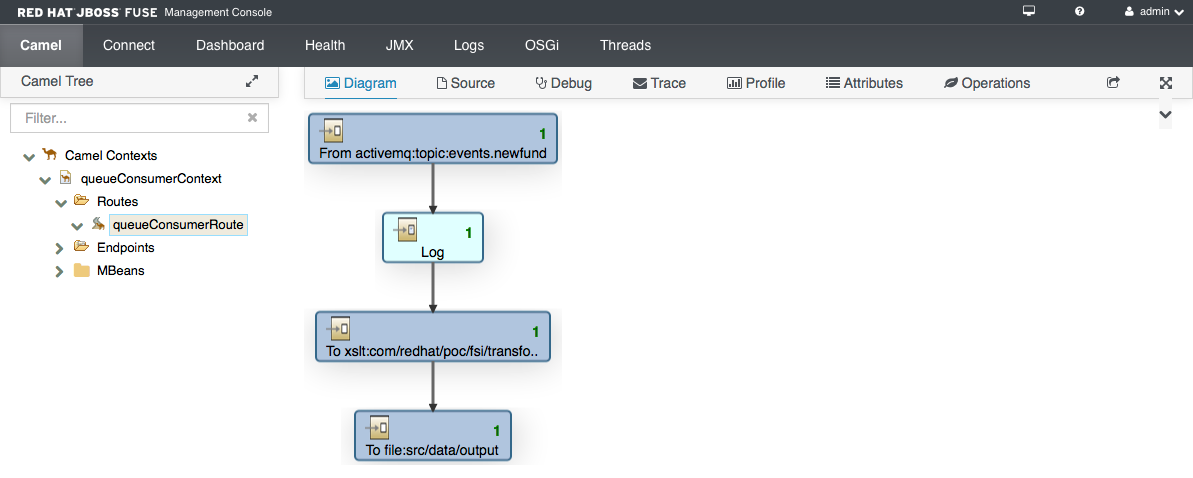 RED HAT JBOSS FUSE Management Console
admin
Camel Connect Dashboard Health JMX Logs OSGi Threads
Camel Tree
Diagram Source Debug Trace Profile Attributes Operations
Filter...
Camel Contexts
queueConsumerContext
Routes
queueConsumerRoute
Endpoints
MBeans
1
From activemq:topic:events.newfund
1
Log
1
To xslt:com/redhat/poc/fsi/transfo..
1
To file:src/data/output